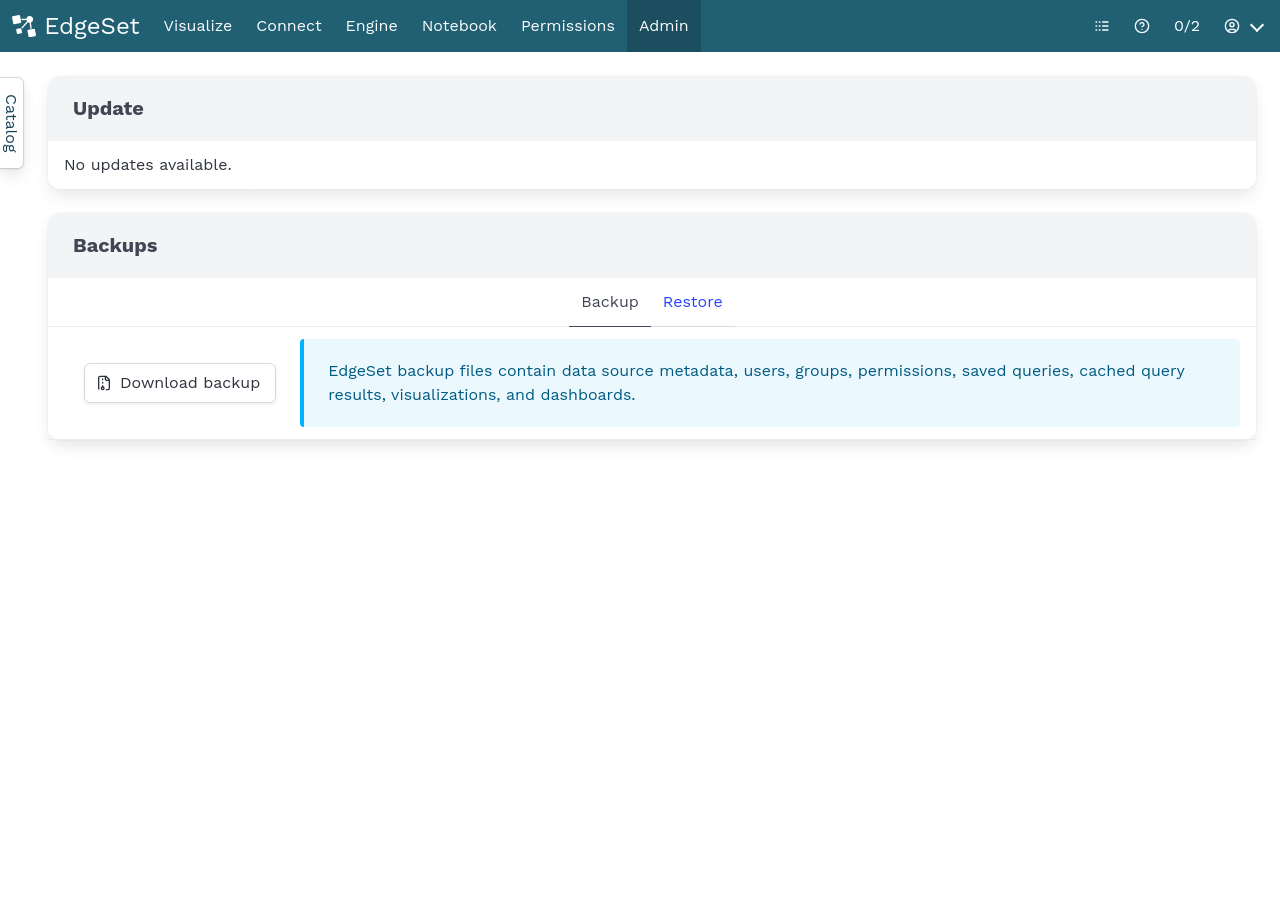 EdgeSet Visualize Connect Engine Notebook Permissions Admin 0/2
Catalog
Update
No updates available.
Backups
Backup Restore
Download backup
EdgeSet backup files contain data source metadata, users, groups, permissions, saved queries, cached query
results, visualizations, and dashboards.